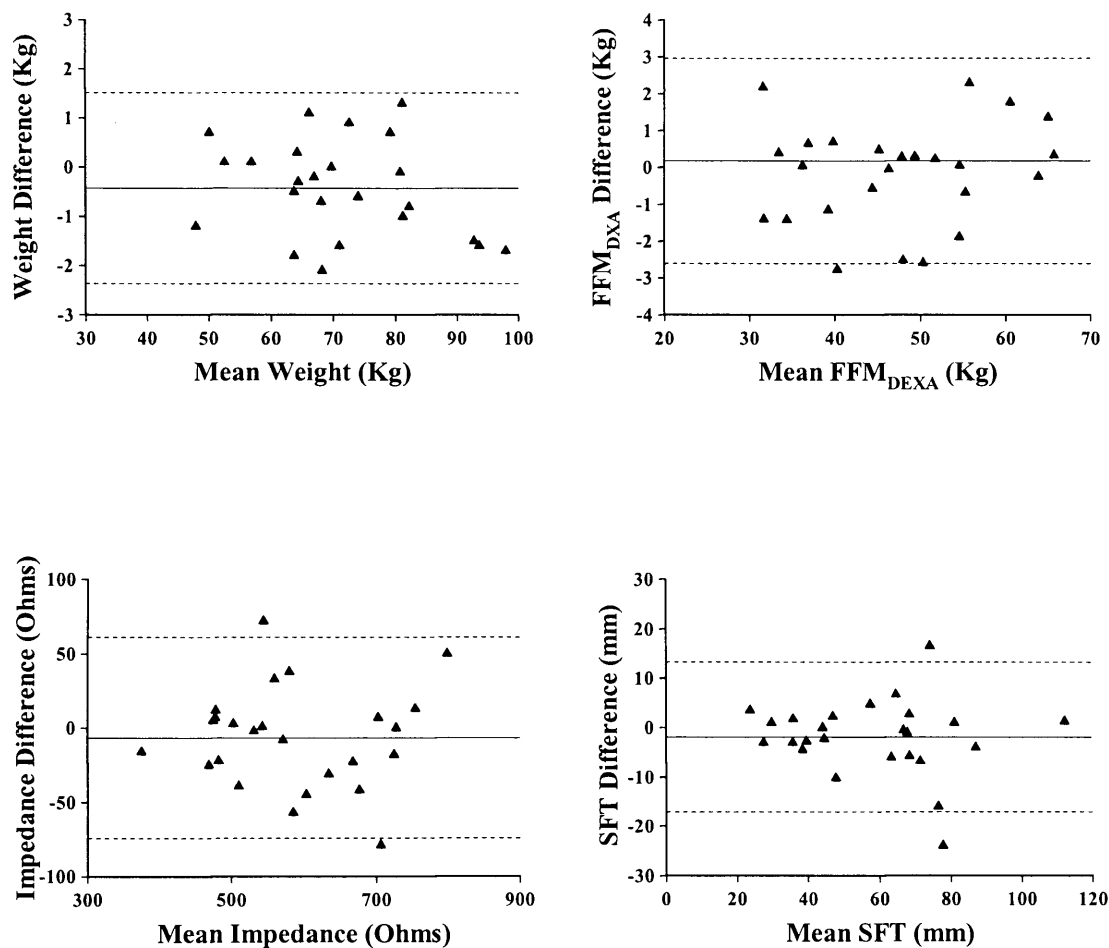 Weight Difference (Kg)
3
2
1
0
-1
-2
-3
30 40 50 60 70 80 90 100
Mean Weight (Kg)
FFM_DXA Difference (Kg)
4
3
2
1
0
-1
-2
-3
-4
20 30 40 50 60 70
Mean FFM_DEXA (Kg)
Impedance Difference (Ohms)
100
50
0
-50
-100
300 500 700 900
Mean Impedance (Ohms)
SFT Difference (mm)
30
20
10
0
-10
-20
-30
0 20 40 60 80 100 120
Mean SFT (mm)